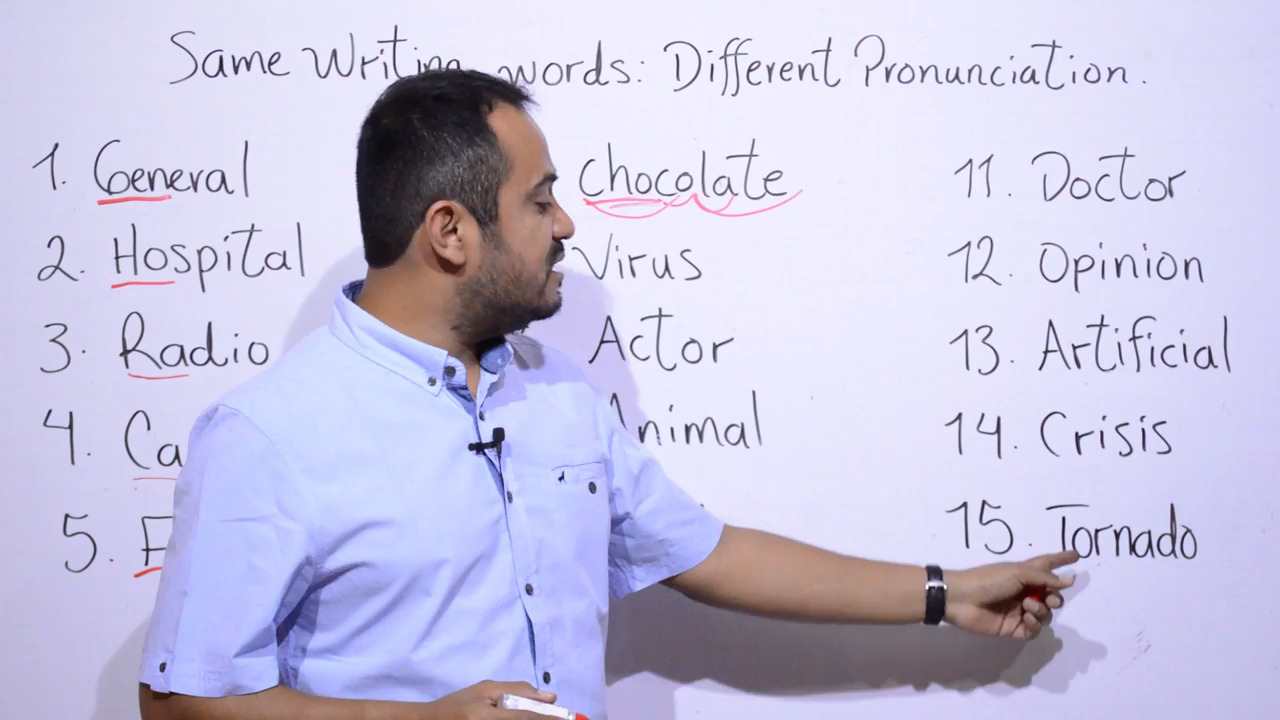 Same Writing words: Different Pronunciation.
1. General
2. Hospital
3. Radio
4.
5.
chocolate
Virus
Actor
Animal
11. Doctor
12. Opinion
13. Artificial
14. Crisis
15. Tornado